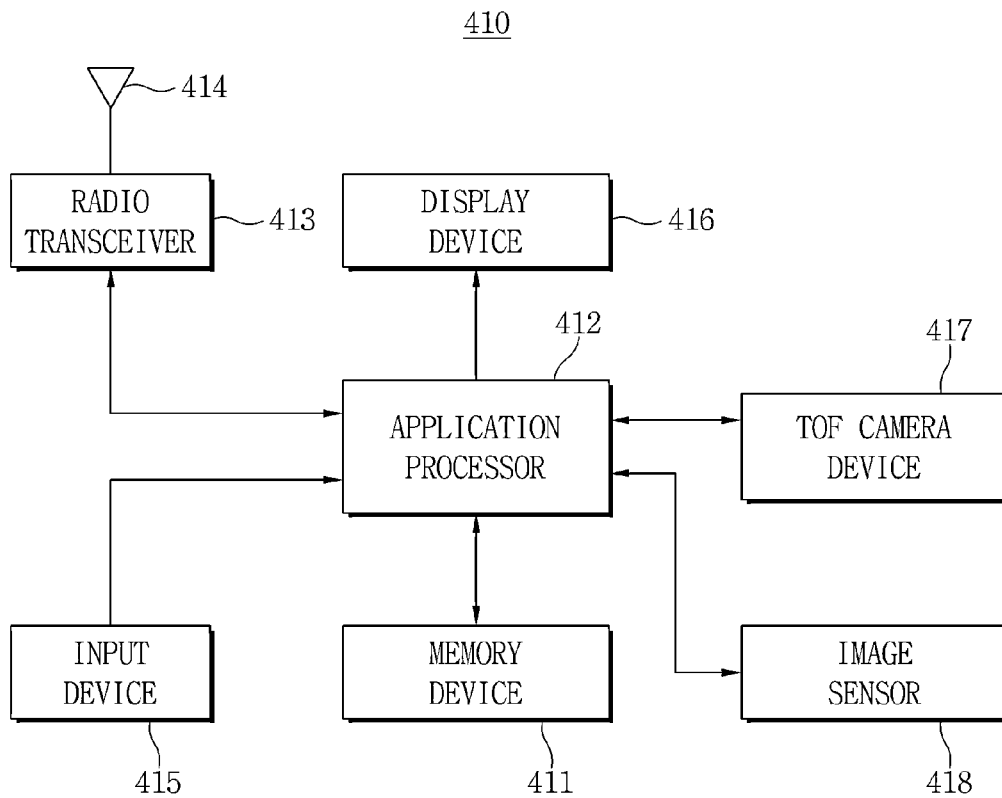 410
414
RADIO
TRANSCEIVER
413
DISPLAY
DEVICE
416
412
417
APPLICATION
PROCESSOR
TOF CAMERA
DEVICE
INPUT
DEVICE
MEMORY
DEVICE
IMAGE
SENSOR
415
411
418